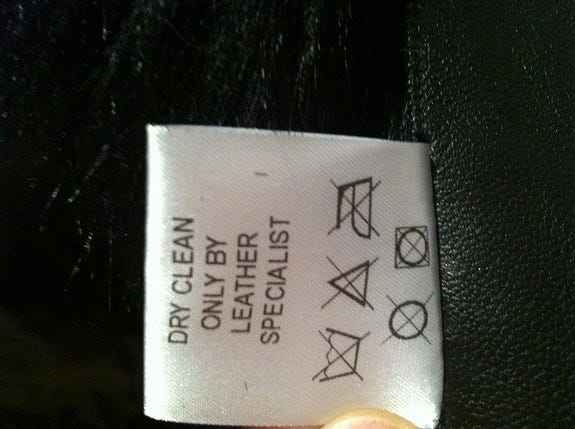 DRY CLEAN
ONLY BY
LEATHER
SPECIALIST